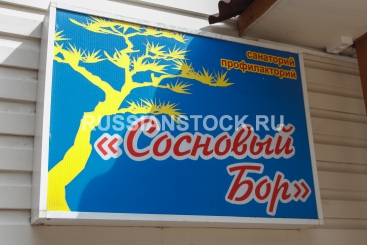 санаторий
профилакторий
RUSSIANSTOCK.RU
«Сосновый
Бор»